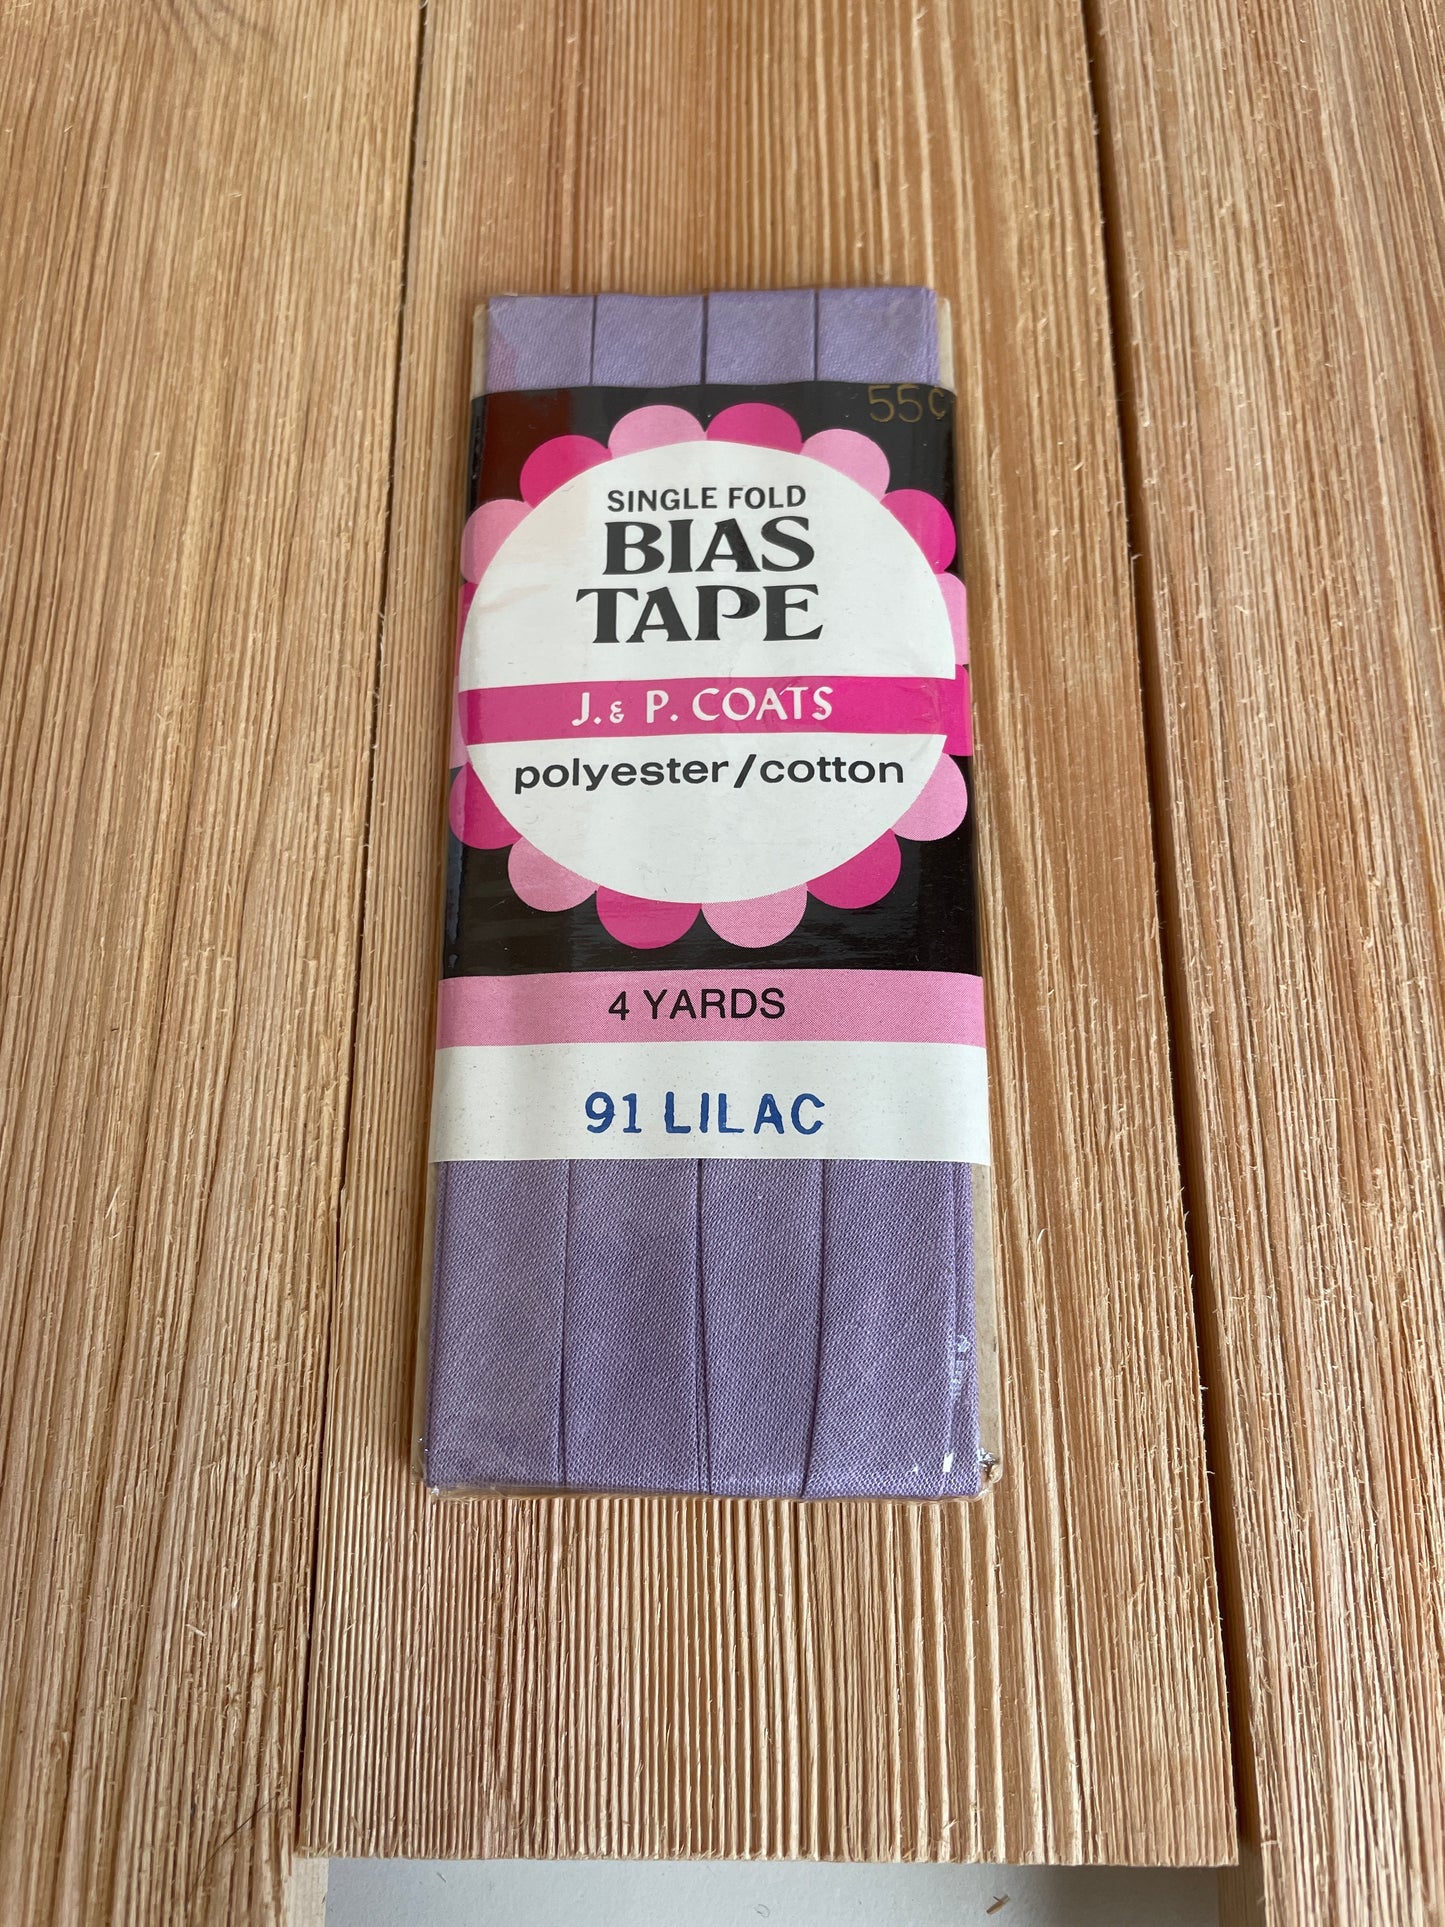 55¢
SINGLE FOLD
BIAS
TAPE
J. & P. COATS
polyester/cotton
4 YARDS
91 LILAC